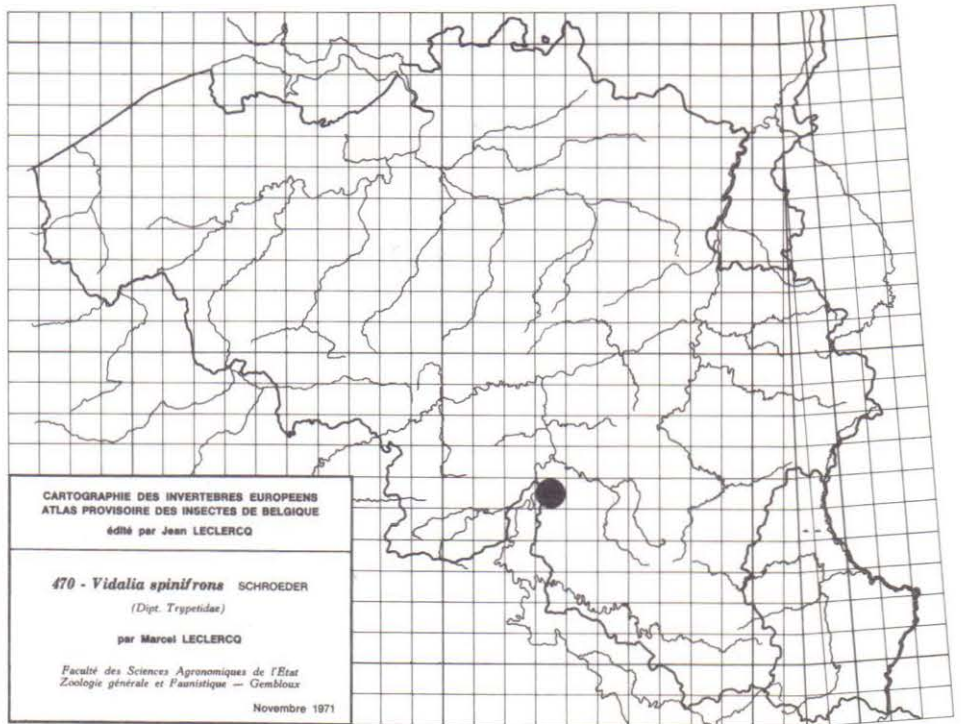 CARTOGRAPHIE DES INVERTEBRES EUROPEENS
ATLAS PROVISOIRE DES INSECTES DE BELGIQUE
édité par Jean LECLERCQ
470 - Vidalia spinifrons SCHROEDER
(Dipt. Trypetidae)
par Marcel LECLERCQ
Faculté des Sciences Agronomiques de l'Etat
Zoologie générale et Faunistique — Gembloux
Novembre 1971